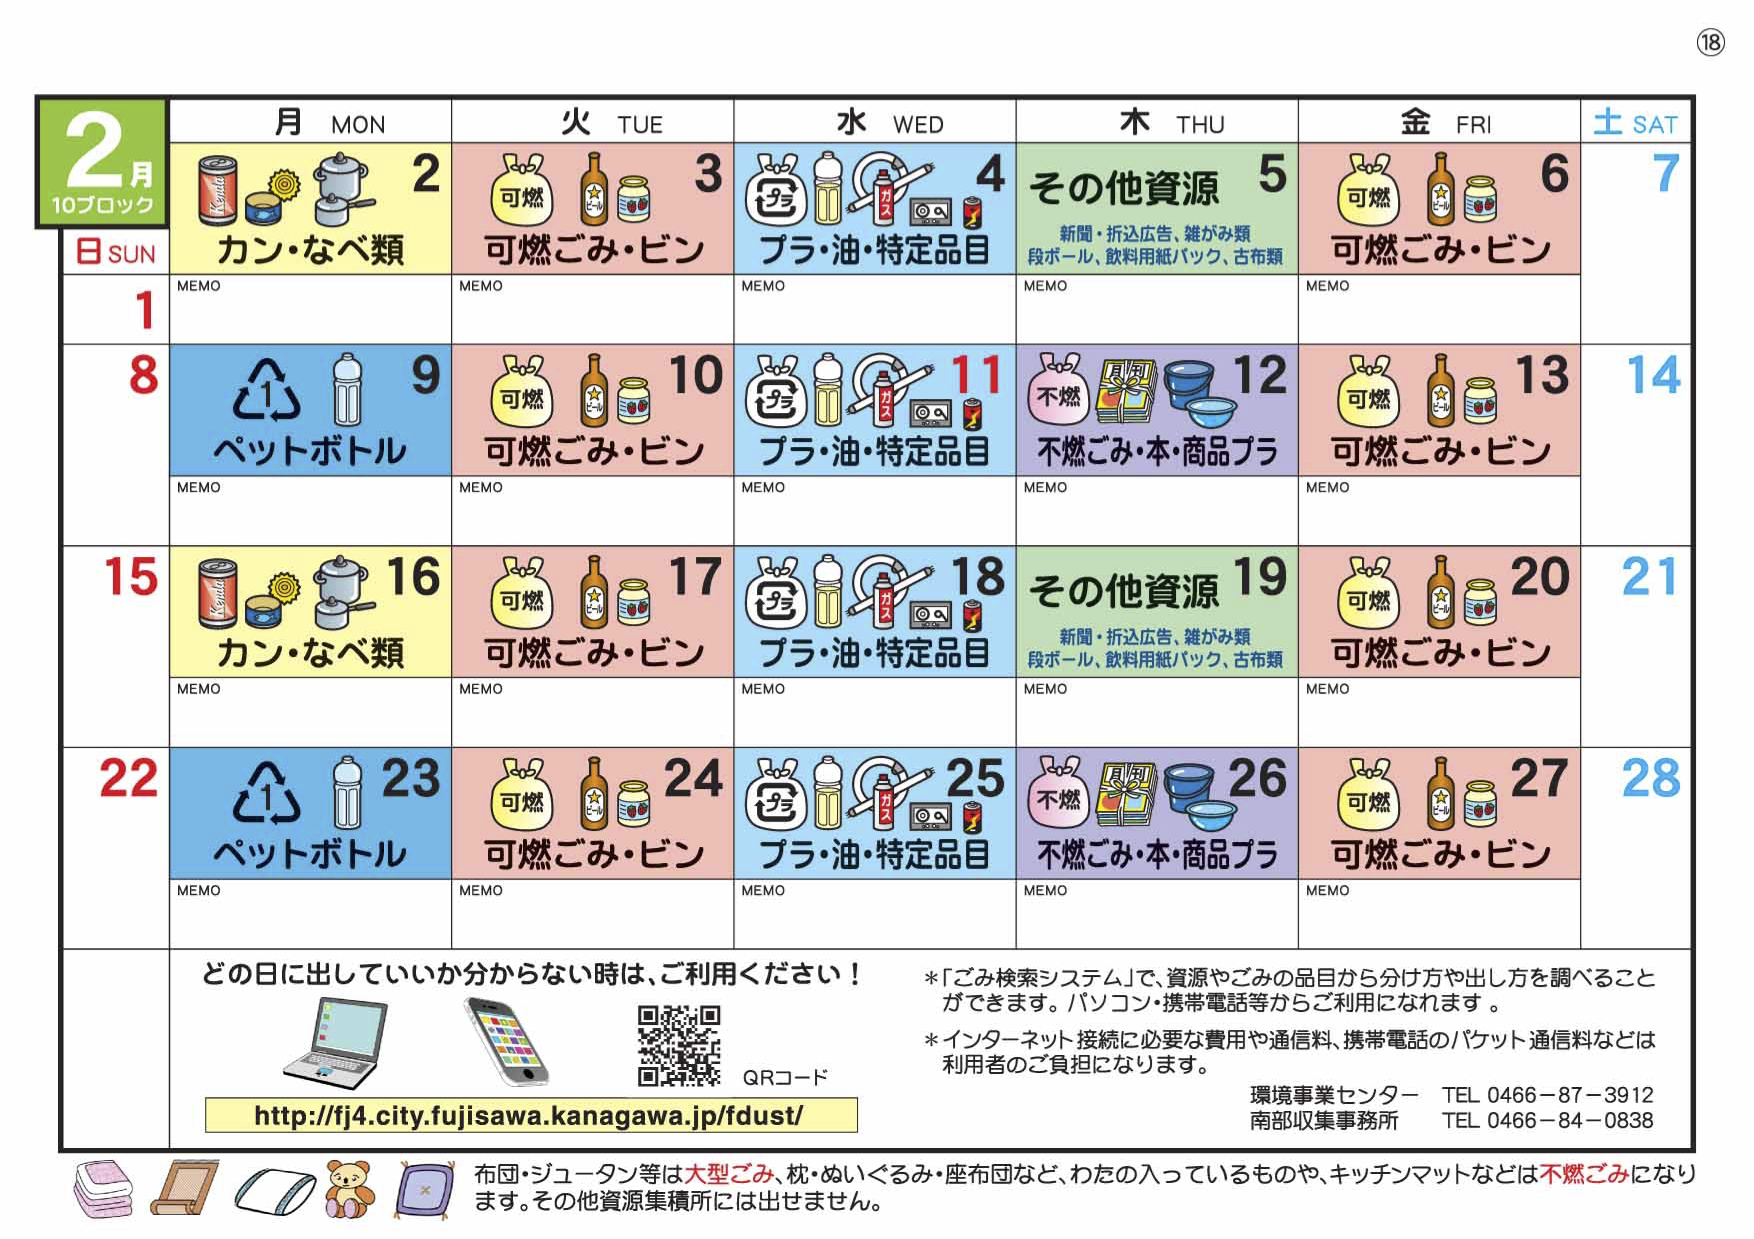 ⑱
2月
10ブロック
月 MON
火 TUE
水 WED
木 THU
金 FRI
土 SAT
日 SUN
1
2
カン・なべ類
MEMO
可燃
ビール
3
可燃ごみ・ビン
MEMO
プラ
ガス
4
プラ・油・特定品目
MEMO
その他資源 5
新聞・折込広告、雑がみ類
段ボール、飲料用紙パック、古布類
MEMO
可燃
ビール
6
可燃ごみ・ビン
MEMO
7
8
1
9
ペットボトル
MEMO
可燃
ビール
10
可燃ごみ・ビン
MEMO
プラ
ガス
11
プラ・油・特定品目
MEMO
不燃
月刊
12
不燃ごみ・本・商品プラ
MEMO
可燃
ビール
13
可燃ごみ・ビン
MEMO
14
15
16
カン・なべ類
MEMO
可燃
ビール
17
可燃ごみ・ビン
MEMO
プラ
ガス
18
プラ・油・特定品目
MEMO
その他資源 19
新聞・折込広告、雑がみ類
段ボール、飲料用紙パック、古布類
MEMO
可燃
ビール
20
可燃ごみ・ビン
MEMO
21
22
1
23
ペットボトル
MEMO
可燃
ビール
24
可燃ごみ・ビン
MEMO
プラ
ガス
25
プラ・油・特定品目
MEMO
不燃
月刊
26
不燃ごみ・本・商品プラ
MEMO
可燃
ビール
27
可燃ごみ・ビン
MEMO
28
どの日に出していいか分からない時は、ご利用ください！
QRコード
http://fj4.city.fujisawa.kanagawa.jp/fdust/
＊「ごみ検索システム」で、資源やごみの品目から分け方や出し方を調べること
ができます。パソコン・携帯電話等からご利用になれます 。
＊インターネット接続に必要な費用や通信料、携帯電話のパケット通信料などは
利用者のご負担になります。
環境事業センター TEL 0466－87－3912
南部収集事務所 TEL 0466－84－0838
布団・ジュータン等は大型ごみ、枕・ぬいぐるみ・座布団など、わたの入っているものや、キッチンマットなどは不燃ごみになり
ます。その他資源集積所には出せません。